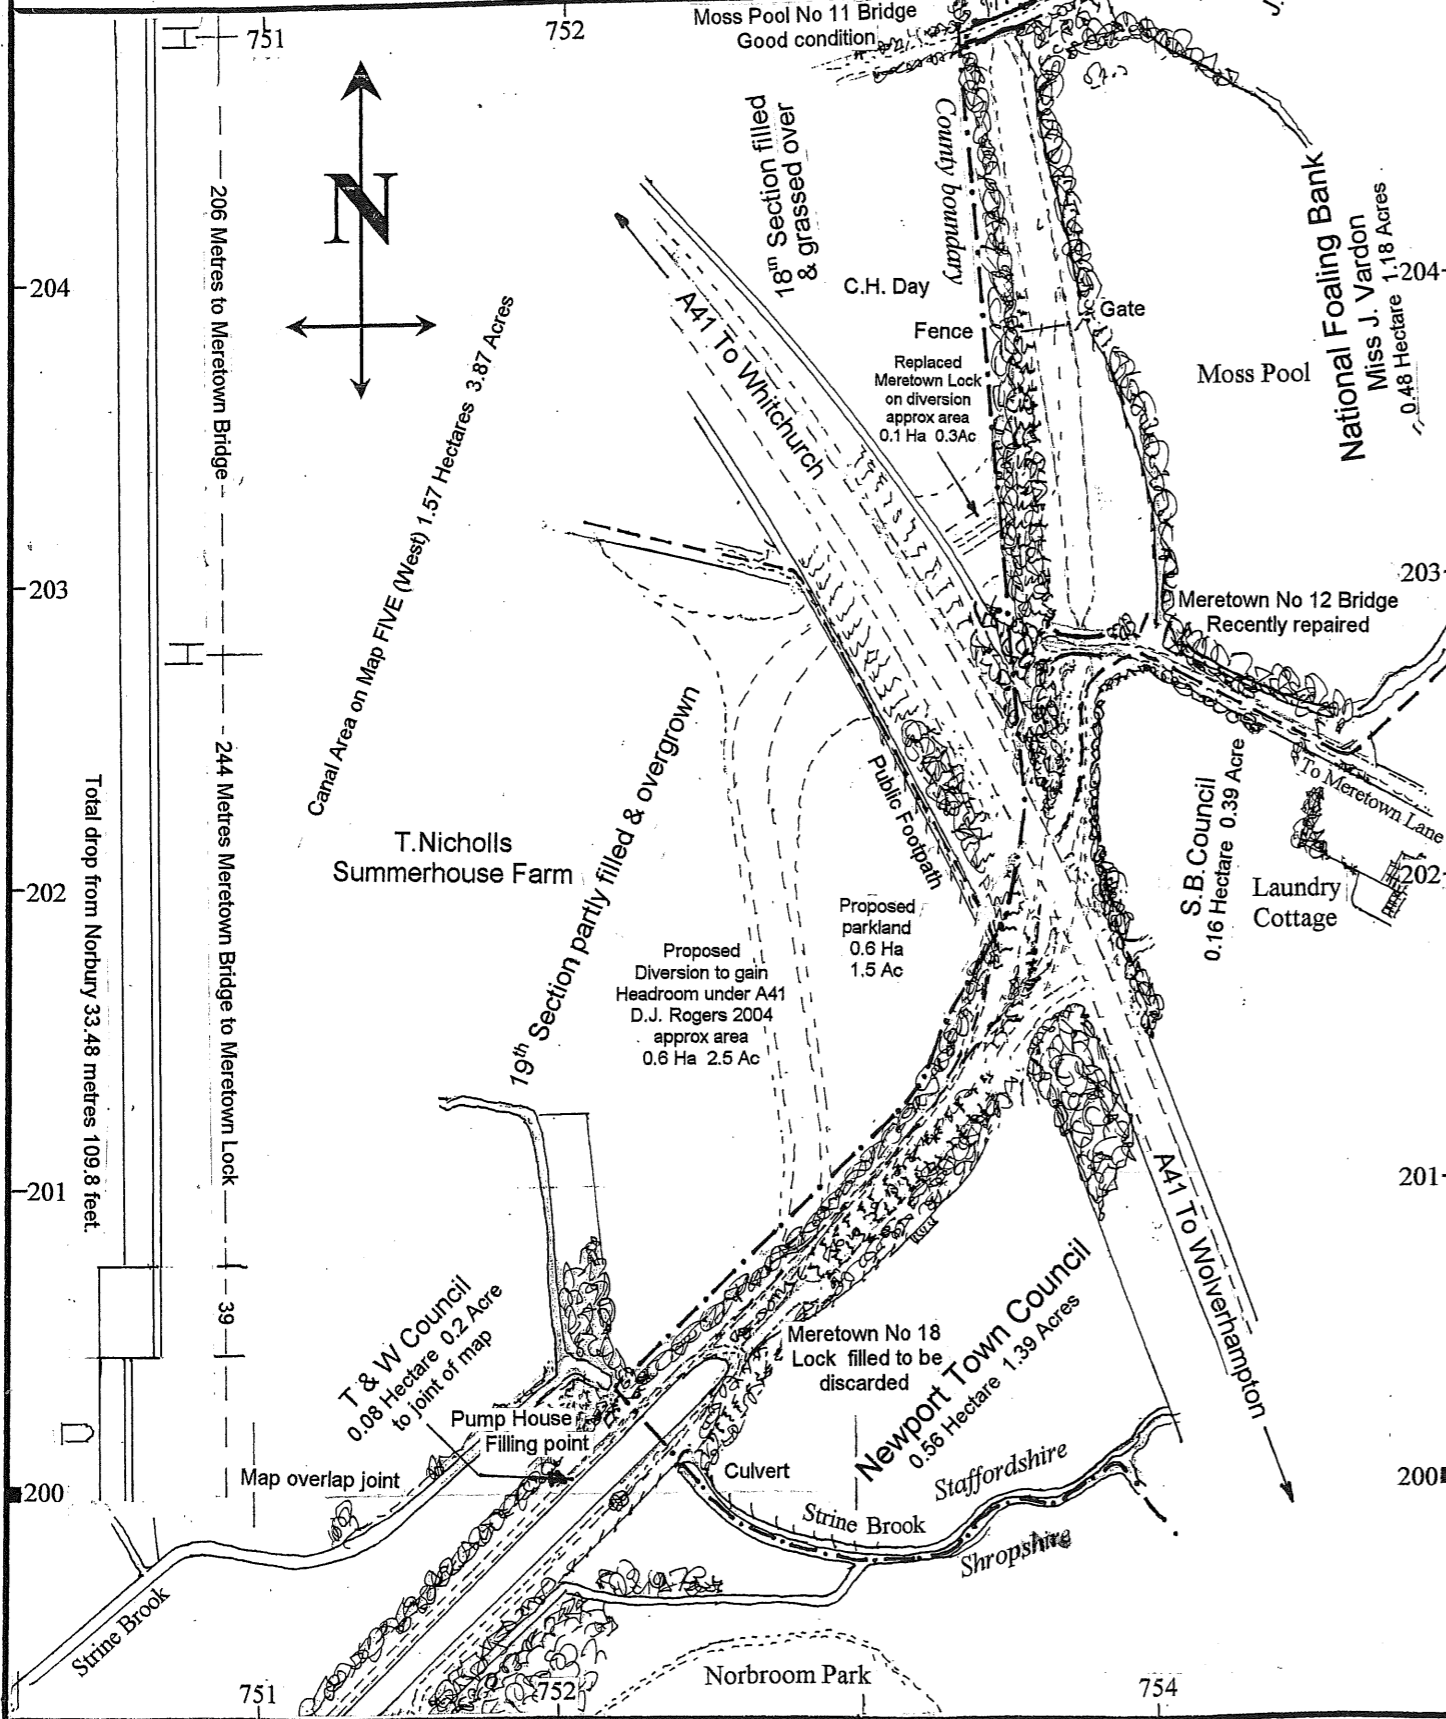 751
752
Moss Pool No 11 Bridge
Good condition
N
206 Metres to Meretown Bridge
18th Section filled
& grassed over
County boundary
National Foaling Bank
Miss J. Vardon
0.48 Hectare 1.18 Acres
204
204
C.H. Day
Fence
Gate
A41 To Whitchurch
Replaced
Meretown Lock
on diversion
approx area
0.1 Ha 0.3Ac
Moss Pool
Canal Area on Map FIVE (West) 1.57 Hectares 3.87 Acres
203
203
Meretown No 12 Bridge
Recently repaired
244 Metres Meretown Bridge to Meretown Lock
Total drop from Norbury 33.48 metres 109.8 feet.
T.Nicholls
Summerhouse Farm
19th Section partly filled & overgrown
Public Footpath
To Meretown Lane
S.B.Council
0.16 Hectare 0.39 Acre
Laundry
Cottage
202
202
Proposed
parkland
0.6 Ha
1.5 Ac
Proposed
Diversion to gain
Headroom under A41
D.J. Rogers 2004
approx area
0.6 Ha 2.5 Ac
201
201
A41 To Wolverhampton
39
T & W Council
0.08 Hectare 0.2 Acre
to joint of map
Meretown No 18
Lock filled to be
discarded
Newport Town Council
0.56 Hectare 1.39 Acres
Pump House
Filling point
Map overlap joint
Culvert
Staffordshire
200
200
Strine Brook
Shropshire
Strine Brook
Norbroom Park
751
752
754